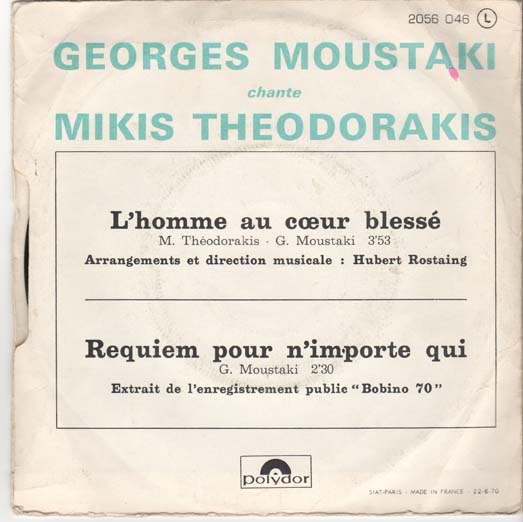 2056 046 L
GEORGES MOUSTAKI
chante
MIKIS THEODORAKIS
L'homme au cœur blessé
M. Théodorakis - G. Moustaki 3'53
Arrangements et direction musicale : Hubert Rostaing
Requiem pour n'importe qui
G. Moustaki 2'30
Extrait de l'enregistrement public "Bobino 70"
polydor
SIAT-PARIS - MADE IN FRANCE - 22-6-70